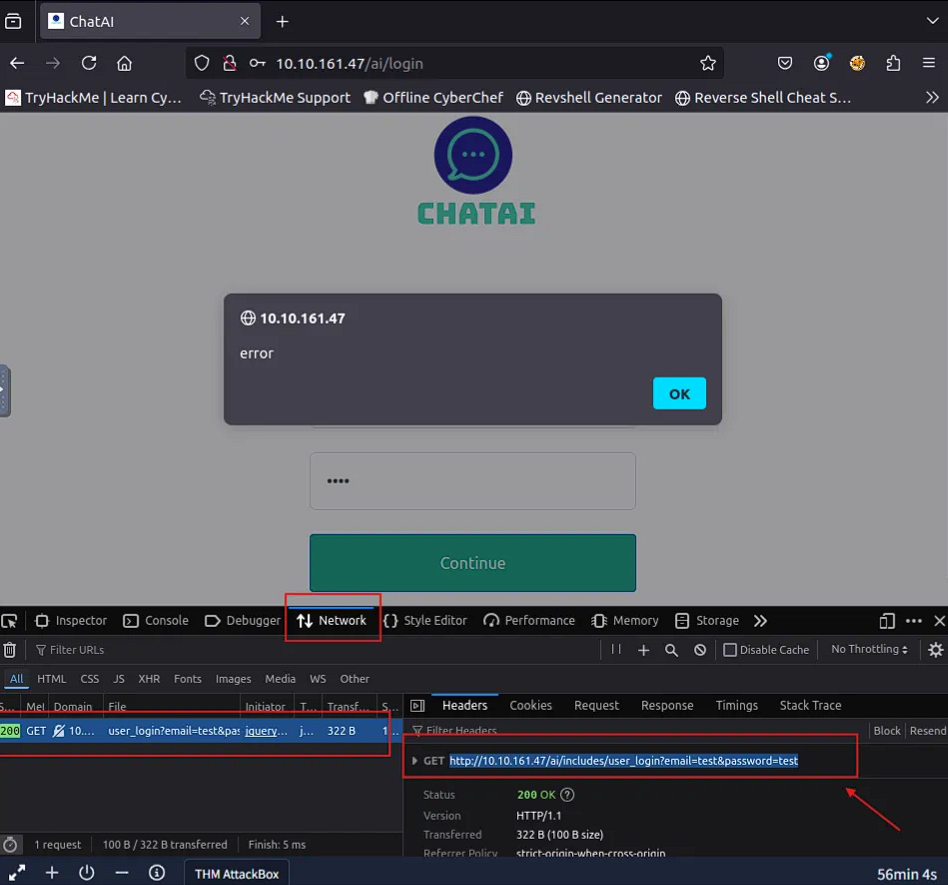 ChatAI
10.10.161.47/ai/login
TryHackMe | Learn Cy...
TryHackMe Support
Offline CyberChef
Revshell Generator
Reverse Shell Cheat S...
CHATAI
10.10.161.47
error
OK
••••
Continue
Inspector
Console
Debugger
Network
Style Editor
Performance
Memory
Storage
Filter URLs
Disable Cache
No Throttling
All
HTML
CSS
JS
XHR
Fonts
Images
Media
WS
Other
S...
Met
Domain
File
Initiator
T...
Transf...
S...
Headers
Cookies
Request
Response
Timings
Stack Trace
200
GET
10....
user_login?email=test&pas
jquery...
j...
322 B
1...
Filter Headers
Block
Resend
GET http://10.10.161.47/ai/includes/user_login?email=test&password=test
Status 200 OK
Version HTTP/1.1
Transferred 322 B (100 B size)
Referrer Policy strict-origin-when-cross-origin
1 request
100 B / 322 B transferred
Finish: 5 ms
THM AttackBox
56min 4s